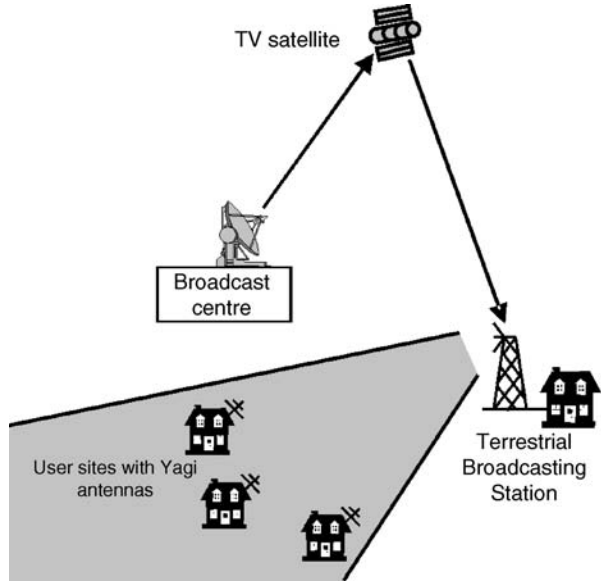 TV satellite
Broadcast
centre
User sites with Yagi
antennas
Terrestrial
Broadcasting
Station